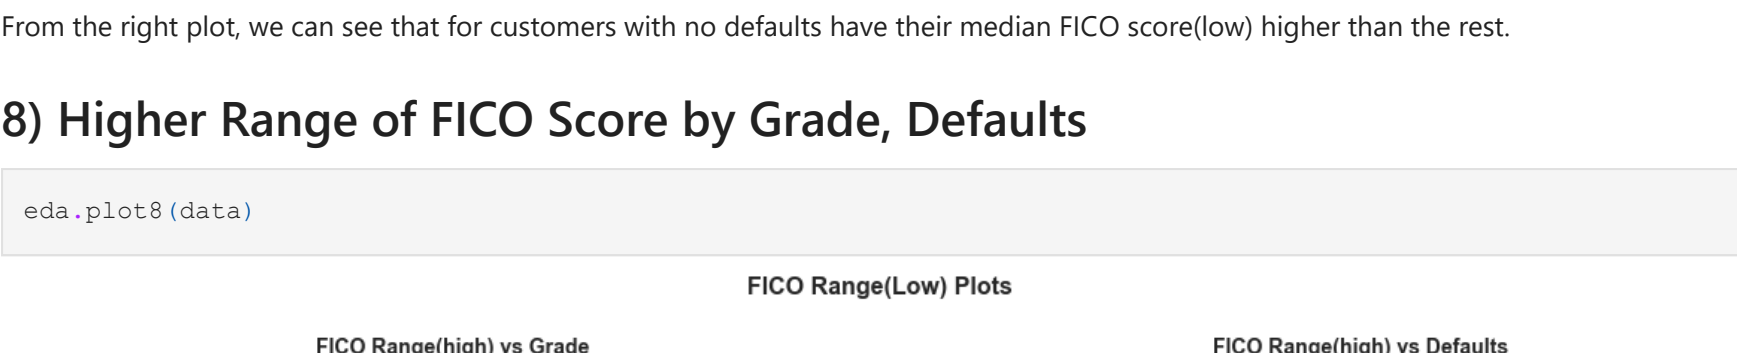 From the right plot, we can see that for customers with no defaults have their median FICO score(low) higher than the rest.
8) Higher Range of FICO Score by Grade, Defaults
eda.plot8(data)
FICO Range(Low) Plots
FICO Range(high) vs Grade FICO Range(high) vs Defaults